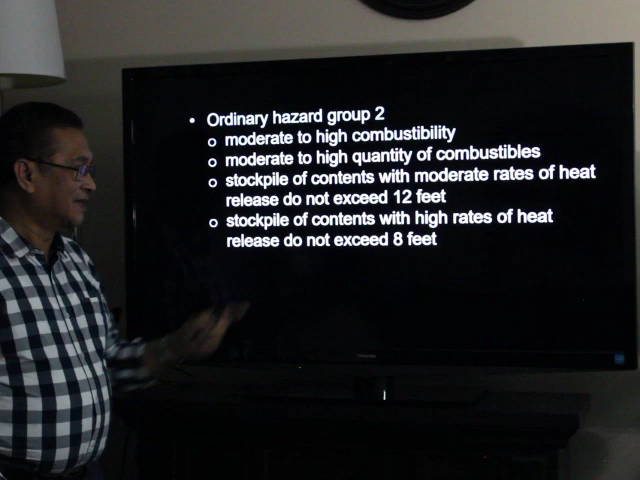 • Ordinary hazard group 2
o moderate to high combustibility
o moderate to high quantity of combustibles
o stockpile of contents with moderate rates of heat
release do not exceed 12 feet
o stockpile of contents with high rates of heat
release do not exceed 8 feet
TOSHIBA